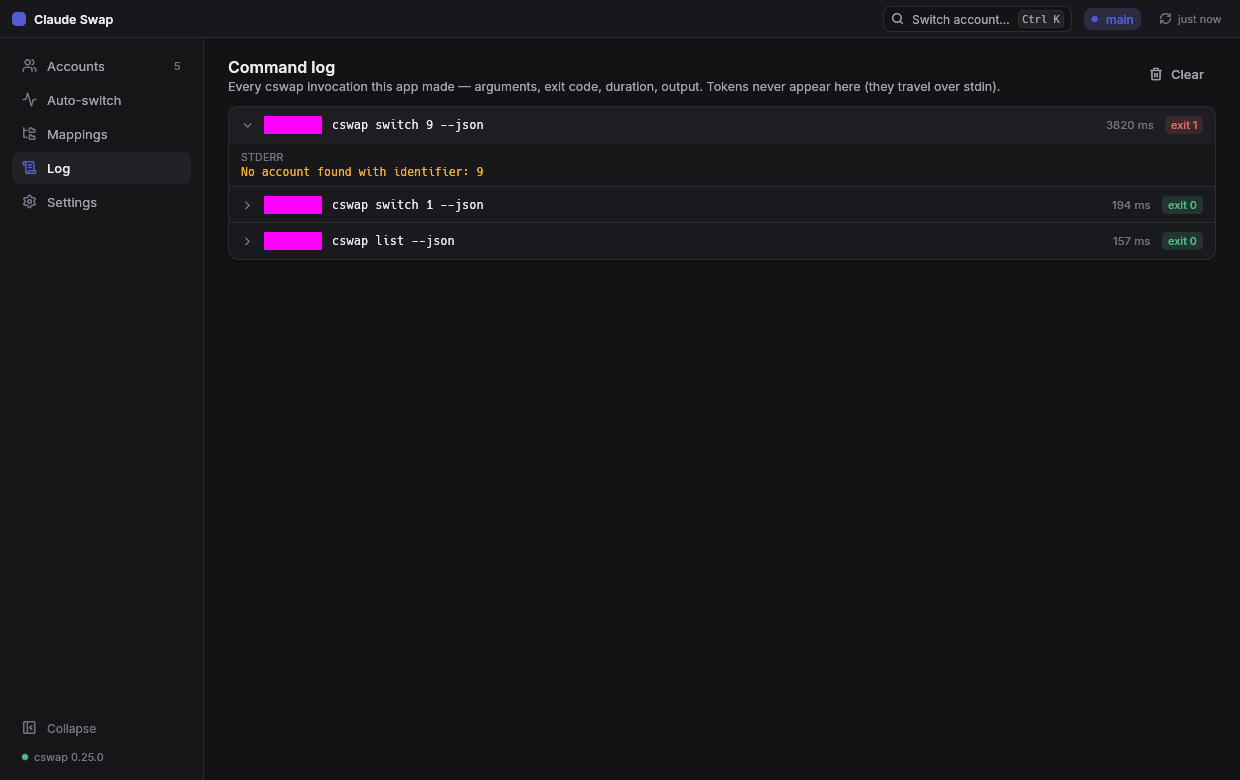 Claude Swap
Switch account... Ctrl K
main
just now
Accounts 5
Auto-switch
Mappings
Log
Settings
Collapse
cswap 0.25.0
Command log
Every cswap invocation this app made — arguments, exit code, duration, output. Tokens never appear here (they travel over stdin).
Clear
cswap switch 9 --json 3820 ms exit 1
STDERR
No account found with identifier: 9
cswap switch 1 --json 194 ms exit 0
cswap list --json 157 ms exit 0